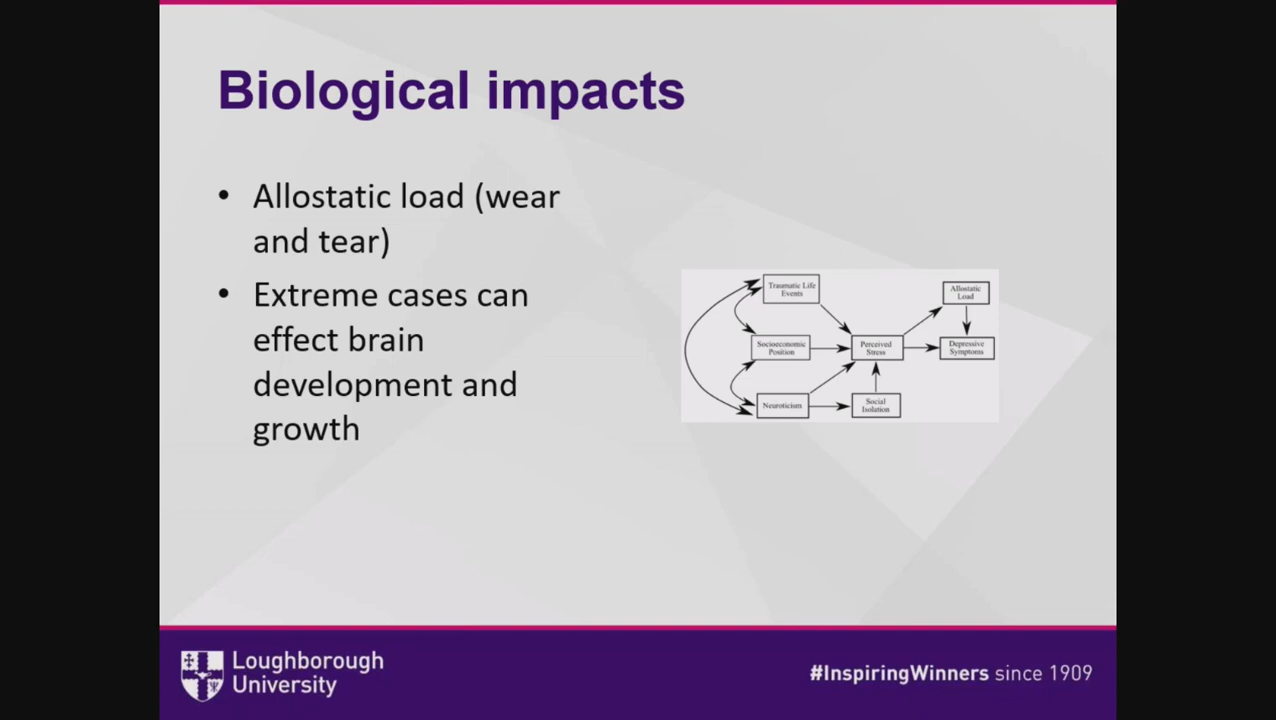 Biological impacts
• Allostatic load (wear
and tear)
• Extreme cases can
effect brain
development and
growth
Traumatic Life
Events
Allostatic
Load
Socioeconomic
Position
Perceived
Stress
Depressive
Symptoms
Neuroticism
Social
Isolation
Loughborough
University
#InspiringWinners since 1909